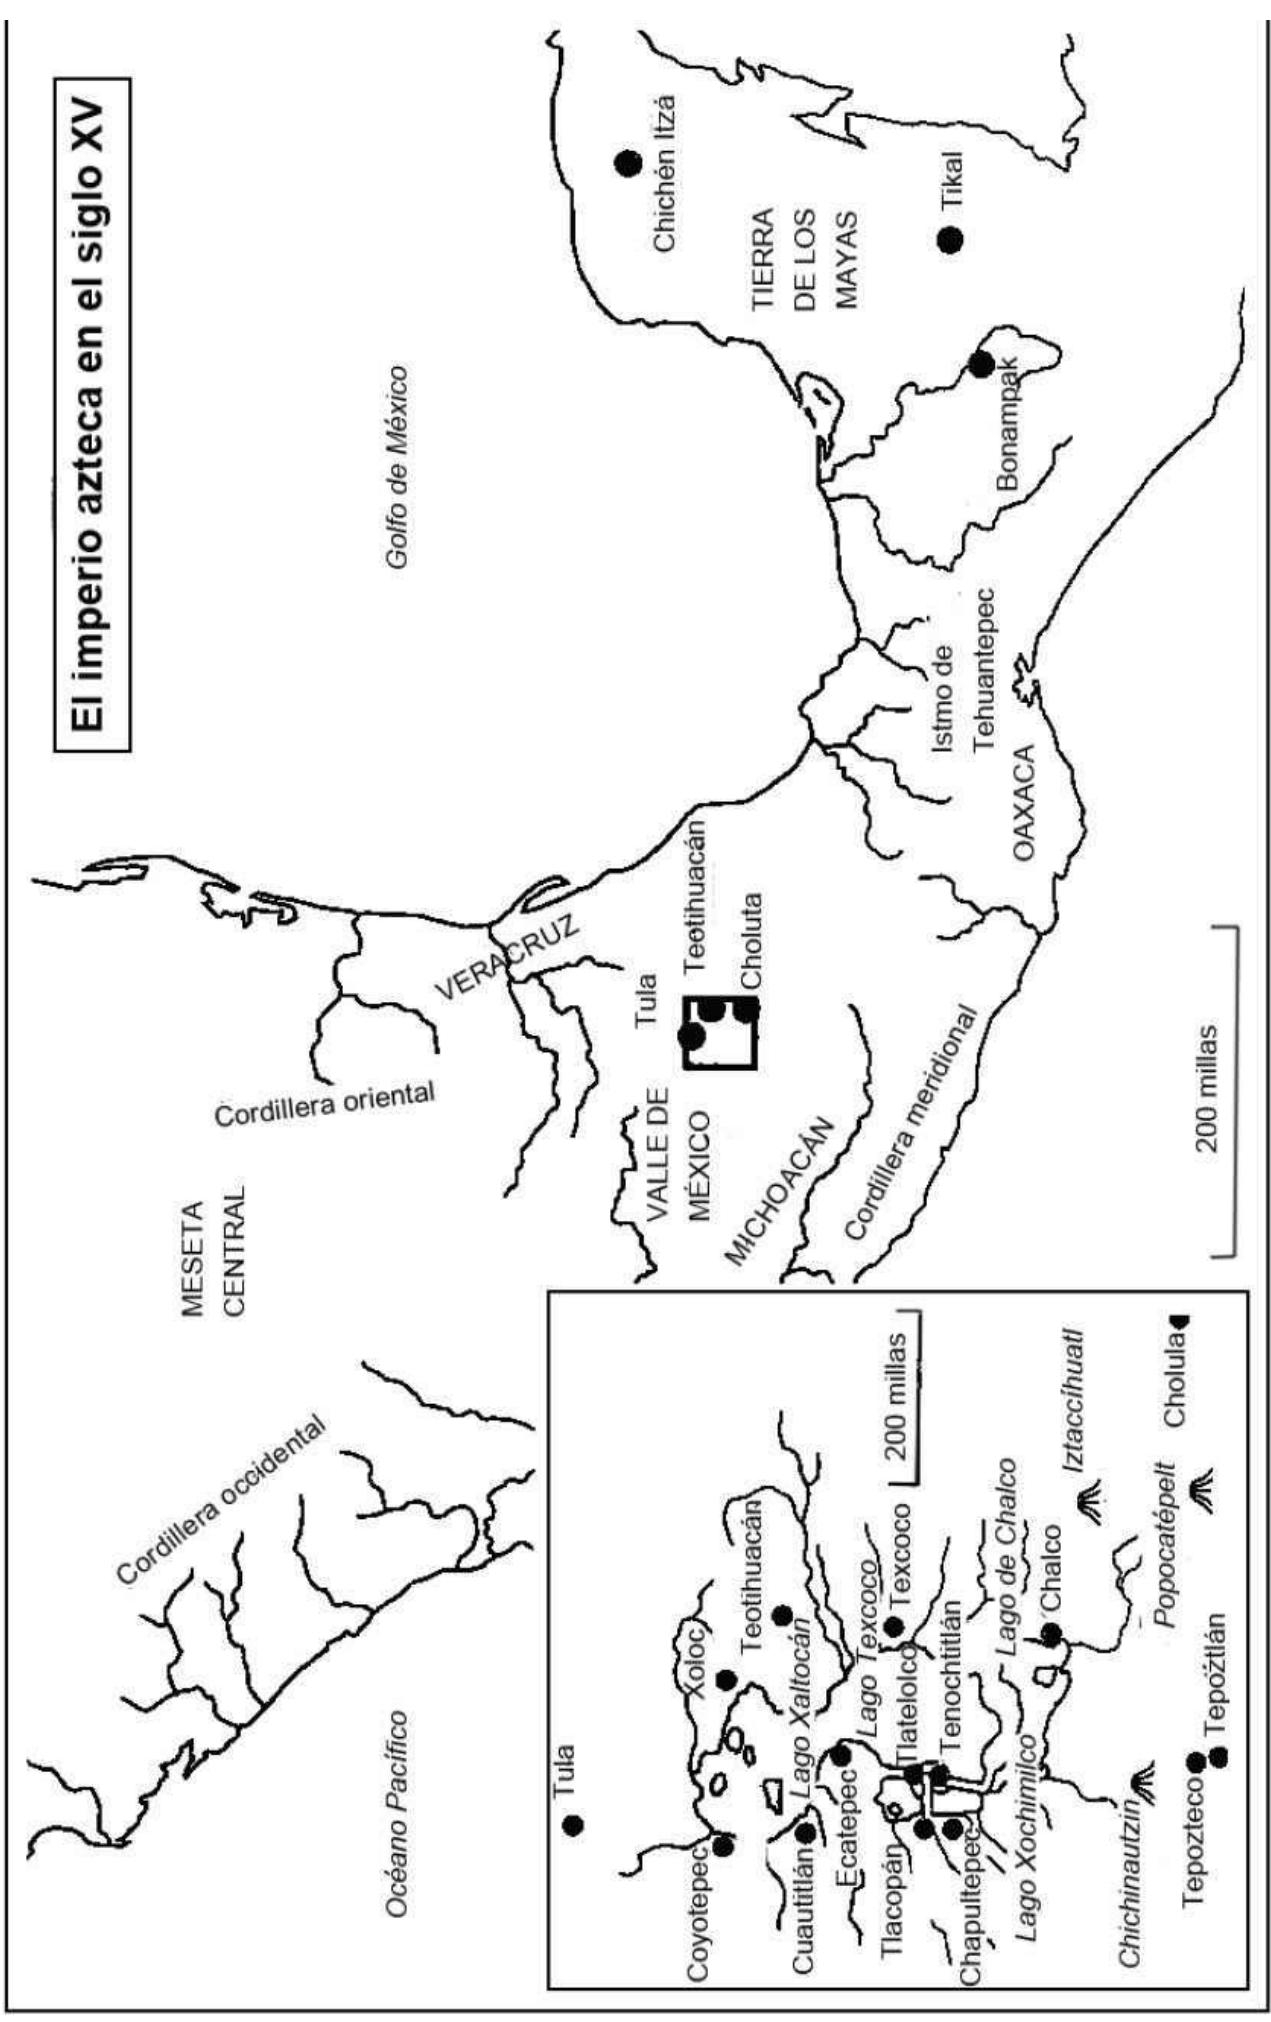 El imperio azteca en el siglo XV
Golfo de México
Chichén Itzá
TIERRA
DE LOS
MAYAS
Tikal
Bonampak
Istmo de
Tehuantepec
OAXACA
MESETA
CENTRAL
Cordillera occidental
Cordillera oriental
VERACRUZ
Tula
Teotihuacán
Choluta
VALLE DE
MÉXICO
MICHOACÁN
Cordillera meridional
200 millas
Océano Pacífico
Tula
Coyotepec
Xoloc
Teotihuacán
Cuautitlán
Lago Xaltocán
Ecatepec
Lago Texcoco
200 millas
Tlacopán
Tlatelolco
Texcoco
Chapultepec
Tenochtitlán
Lago Xochimilco
Lago de Chalco
Chalco
Iztaccíhuatl
Chichinautzin
Popocatépelt
Cholula
Tepozteco
Tepoztlán